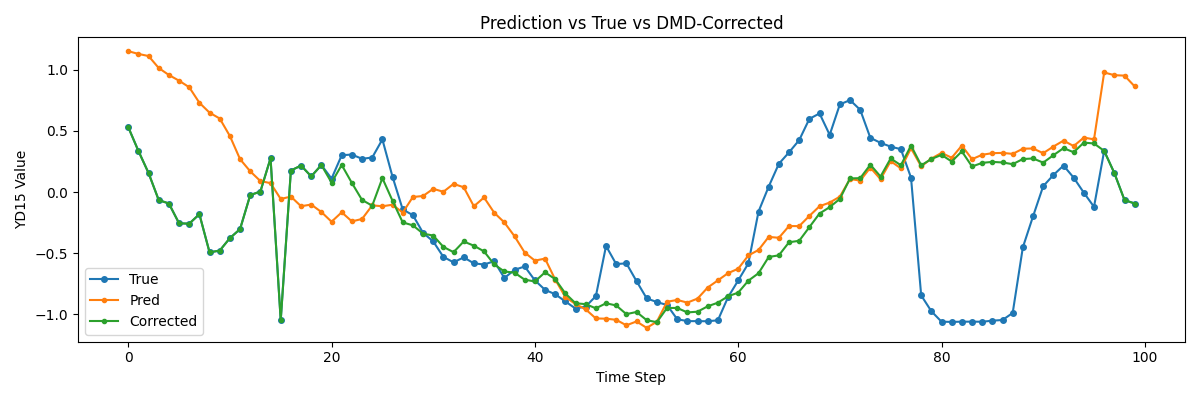 Prediction vs True vs DMD-Corrected
YD15 Value
1.0
0.5
0.0
−0.5
−1.0
True
Pred
Corrected
0
20
40
60
80
100
Time Step